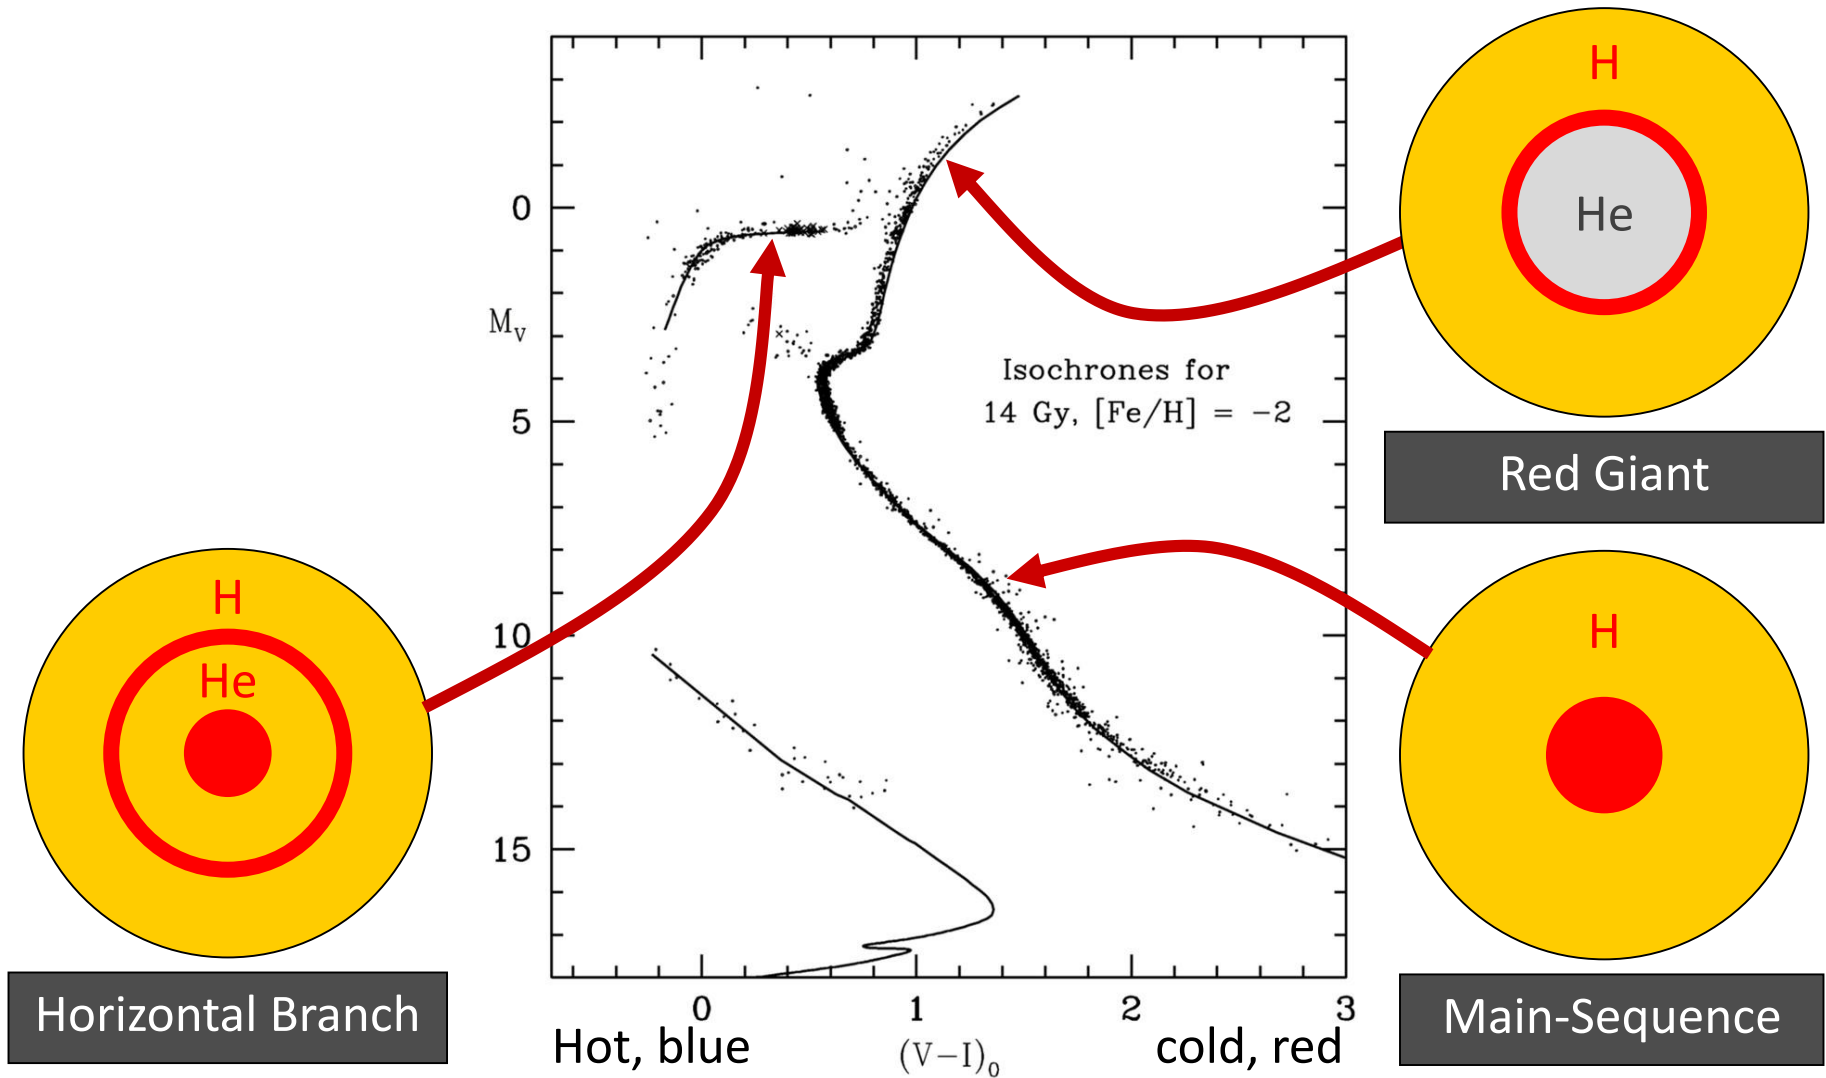 H
He
Red Giant
H
Main-Sequence
H
He
Horizontal Branch
0
5
10
15
M_V
Isochrones for
14 Gy, [Fe/H] = −2
0 1 2 3
Hot, blue
cold, red
(V−I)₀